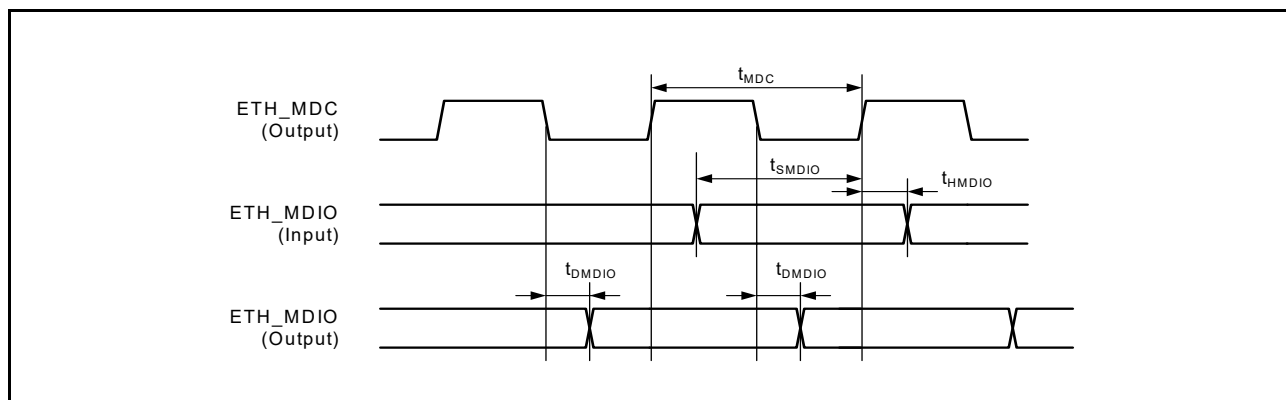 tMDC
ETH_MDC
(Output)
tSMDIO
tHMDIO
ETH_MDIO
(Input)
tDMDIO
tDMDIO
ETH_MDIO
(Output)